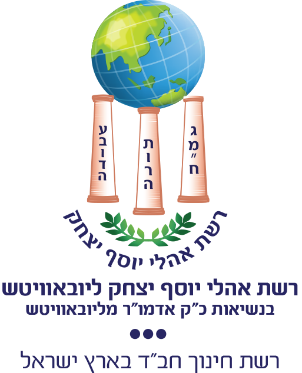 עבודה
תורה
גמ"ח
רשת אהלי יוסף יצחק
רשת אהלי יוסף יצחק ליובאוויטש
בנשיאות כ"ק אדמו"ר מליובאוויטש
רשת חינוך חב"ד בארץ ישראל